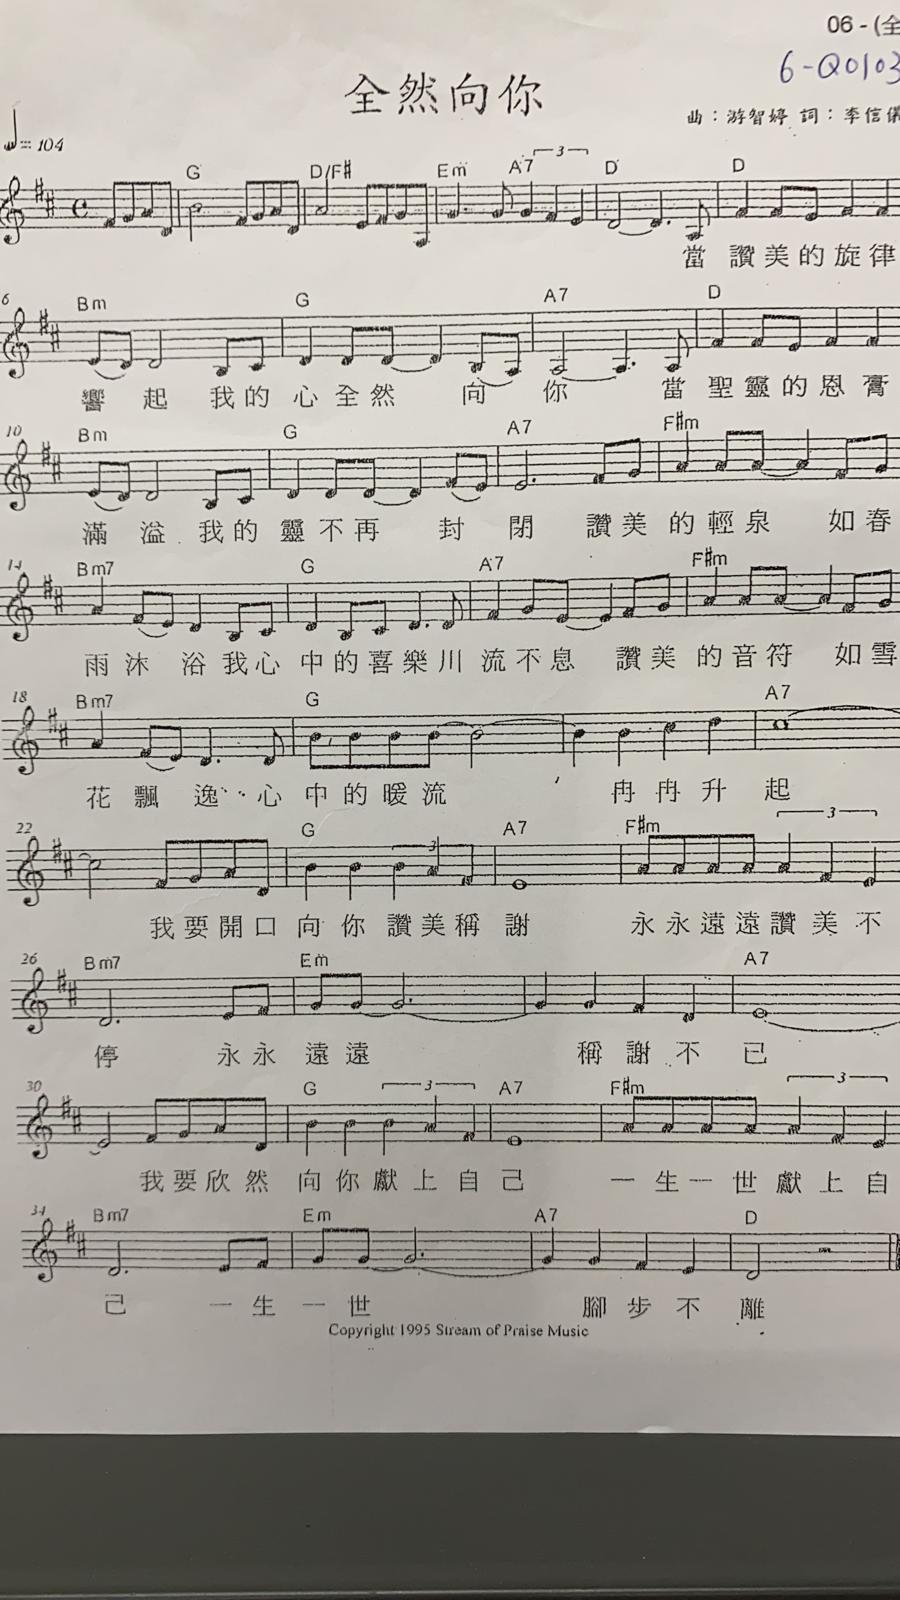 06 - (全
6-Q0103
全然向你
曲：游智婷 詞：李信儀
= 104
G D/F# Em A7 3 D D
當 讚美的旋律
6 Bm G A7 D
響起 我的心全然 向 你 當聖靈的恩膏
10 Bm G A7 F#m
滿溢 我的靈不再 封閉 讚美的輕泉 如春
14 Bm7 G A7 F#m
雨沐 浴我心中的喜樂川流不息 讚美的音符 如雪
18 Bm7 G A7
花飄 逸 心中的暖流 冉冉升起
22 G 3 A7 F#m 3
我要開口向你讚美稱謝 永永遠遠讚美不
26 Bm7 Em A7
停 永永遠遠 稱謝不已
30 G 3 A7 F#m 3
我要欣然向你獻上自己 一生一世獻上自
34 Bm7 Em A7 D
己 一生一世 腳步不離
Copyright 1995 Stream of Praise Music